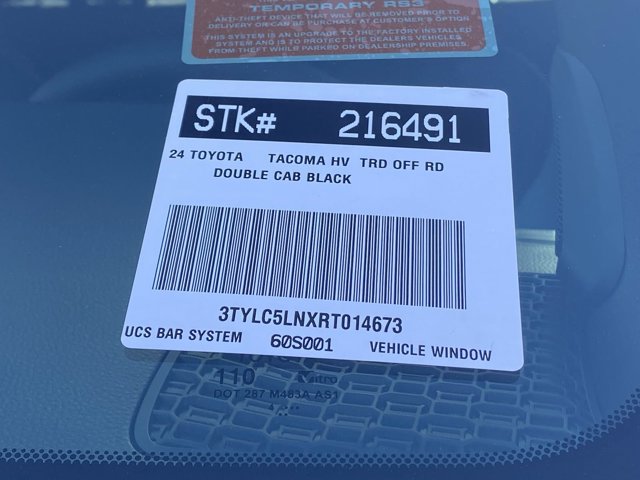 TEMPORARY RS3
ANTI-THEFT DEVICE THAT WILL BE REMOVED PRIOR TO
DELIVERY OR CAN BE PURCHASED AT CUSTOMER'S OPTION
THIS SYSTEM IS AN UPGRADE TO THE FACTORY INSTALLED
SYSTEM AND IS TO PROTECT THE DEALERS VEHICLES
FROM THEFT WHILE PARKED ON DEALERSHIP PREMISES.
STK# 216491
24 TOYOTA TACOMA HV TRD OFF RD
DOUBLE CAB BLACK
3TYLC5LNXRT014673
UCS BAR SYSTEM 60S001 VEHICLE WINDOW
110
DOT 287 M483A AS1